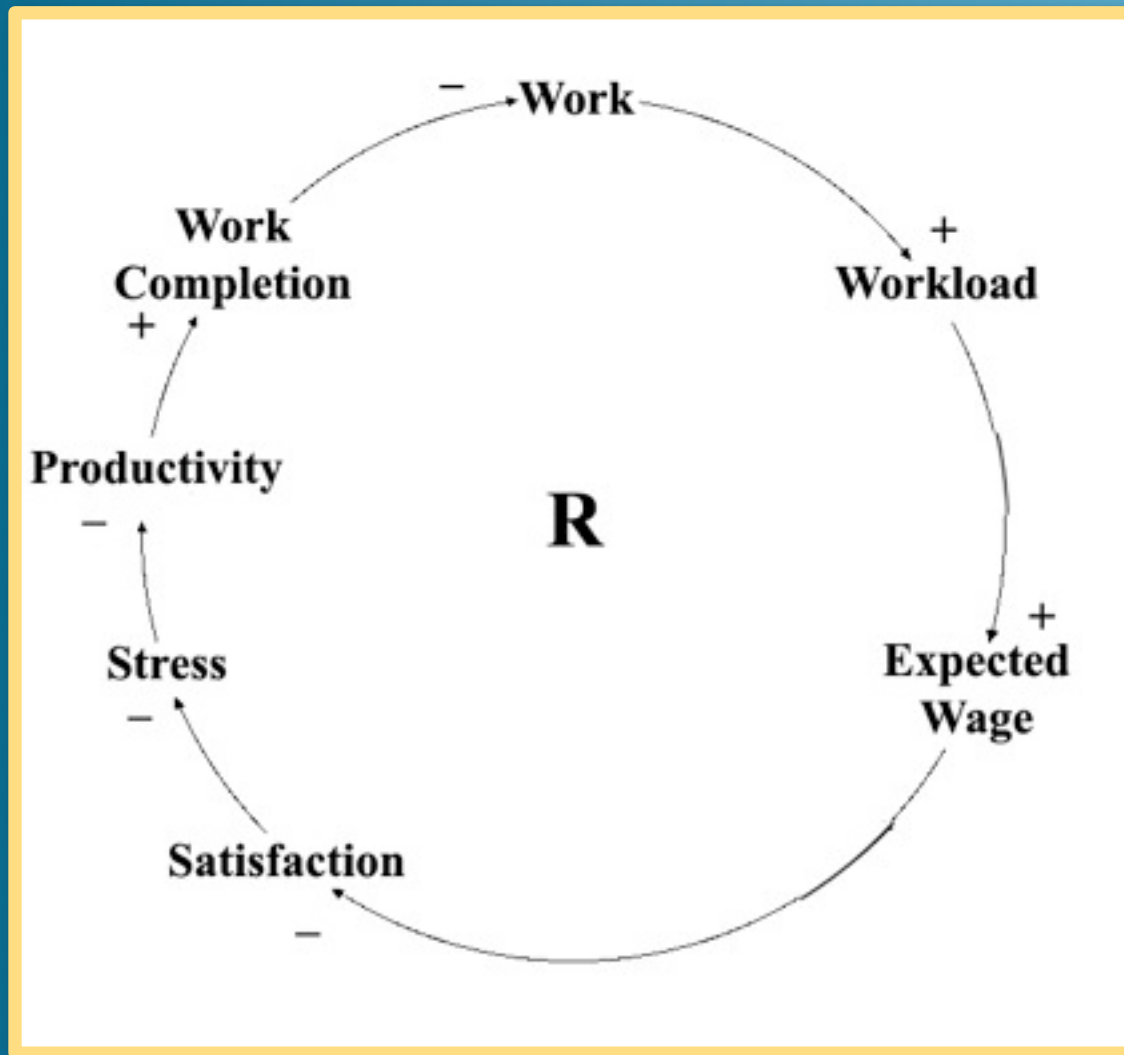 –
Work
+
Workload
+
Expected
Wage
–
Satisfaction
–
Stress
–
Productivity
+
Work
Completion
R